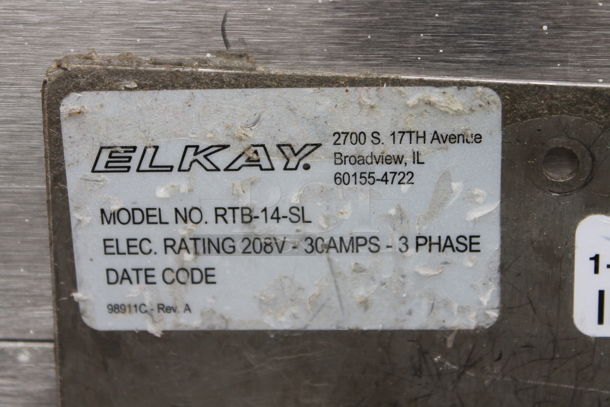 ELKAY.
2700 S. 17TH Avenue
Broadview, IL
60155-4722
MODEL NO. RTB-14-SL
ELEC. RATING 208V - 30AMPS - 3 PHASE
DATE CODE
98911C - Rev. A
1-